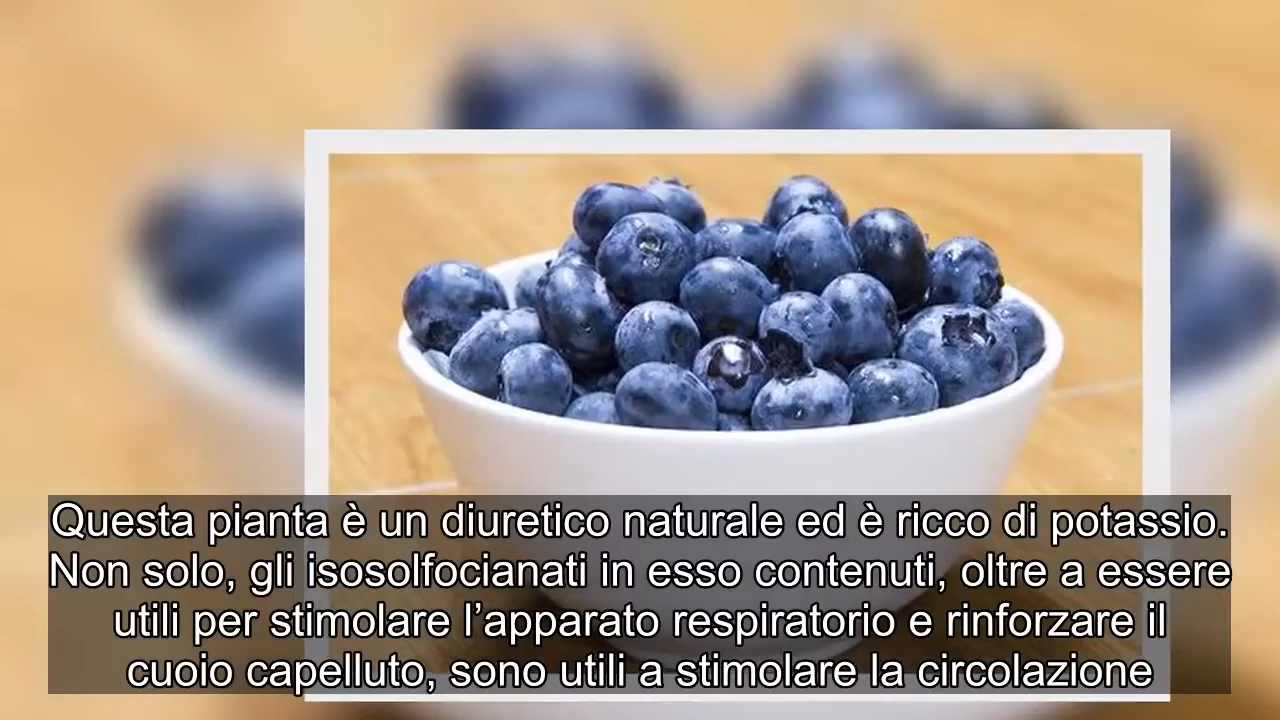 Questa pianta è un diuretico naturale ed è ricco di potassio.
Non solo, gli isosolfocianati in esso contenuti, oltre a essere
utili per stimolare l’apparato respiratorio e rinforzare il
cuoio capelluto, sono utili a stimolare la circolazione